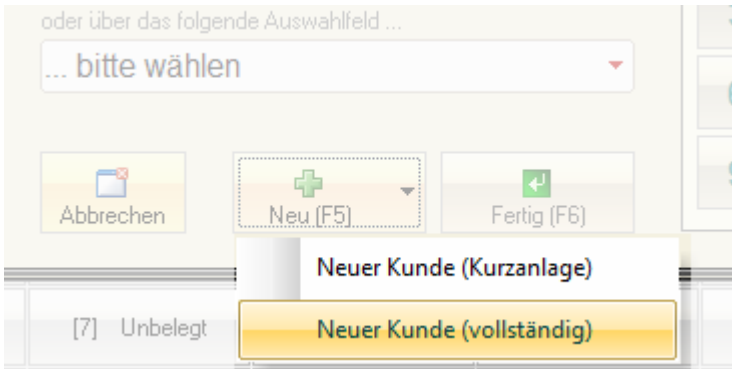 oder über das folgende Auswahlfeld ...
... bitte wählen
Abbrechen
Neu (F5)
Fertig (F6)
Neuer Kunde (Kurzanlage)
[7] Unbelegt
Neuer Kunde (vollständig)